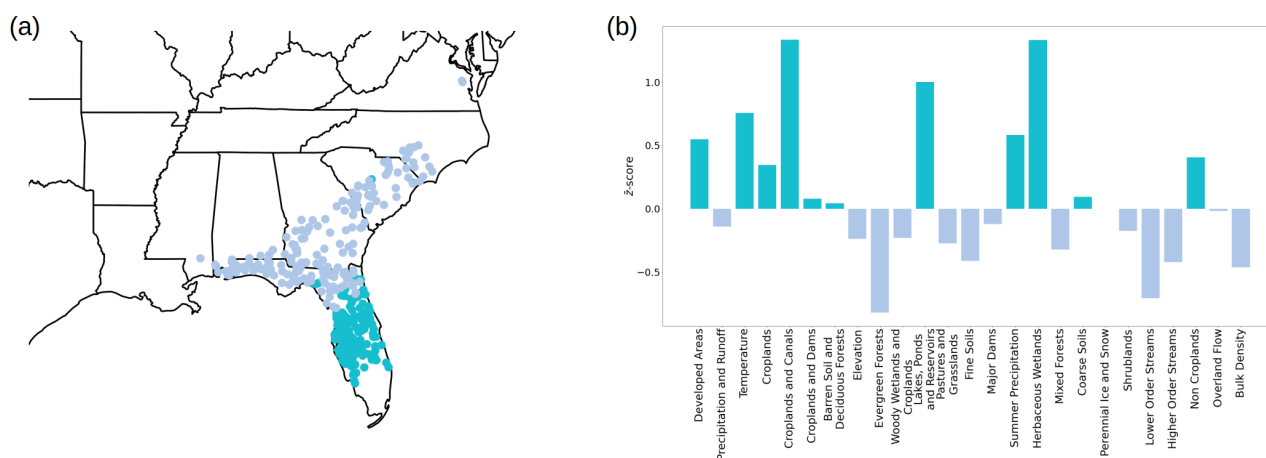 (a)
(b)
1.0
0.5
0.0
−0.5
z̄-score
Developed Areas
Precipitation and Runoff
Temperature
Croplands
Croplands and Canals
Croplands and Dams
Barren Soil and
Deciduous Forests
Elevation
Evergreen Forests
Woody Wetlands and
Croplands
Lakes, Ponds
and Reservoirs
Pastures and
Grasslands
Fine Soils
Major Dams
Summer Precipitation
Herbaceous Wetlands
Mixed Forests
Coarse Soils
Perennial Ice and Snow
Shrublands
Lower Order Streams
Higher Order Streams
Non Croplands
Overland Flow
Bulk Density